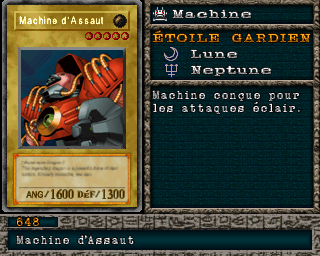 Machine d'Assaut
ANG/1600 DÉF/1300
Machine
ÉTOILE GARDIEN
Lune
Neptune
Machine conçue pour
les attaques éclair.
648
Machine d'Assaut